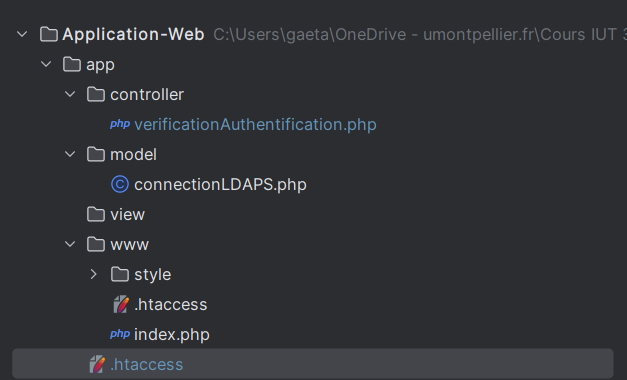 Application-Web C:\Users\gaeta\OneDrive - umontpellier.fr\Cours IUT 3
app
controller
php verificationAuthentification.php
model
C connectionLDAPS.php
view
www
style
.htaccess
php index.php
.htaccess